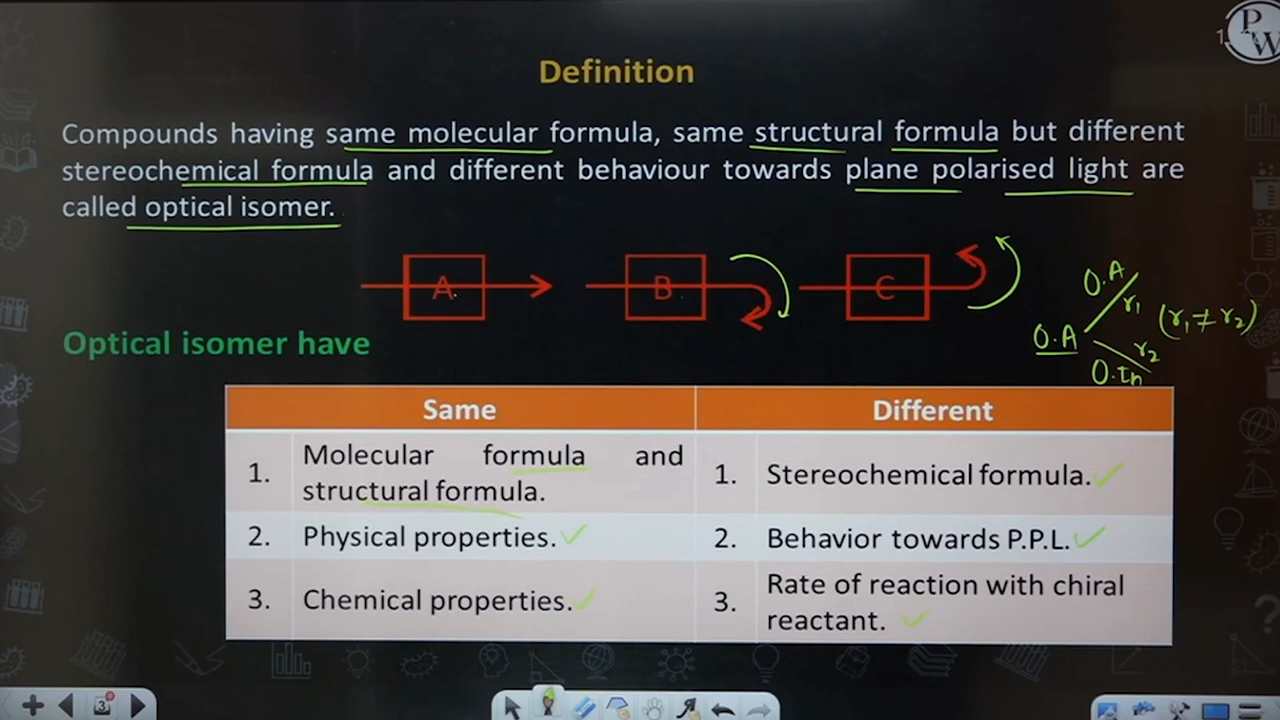 P
W
1
Definition
Compounds having same molecular formula, same structural formula but different
stereochemical formula and different behaviour towards plane polarised light are
called optical isomer.
A
B
C
O.A
r1
(r1 ≠ r2)
O.A
r2
O.In
Optical isomer have
Same Different
1. Molecular formula and structural formula. 1. Stereochemical formula.
2. Physical properties. 2. Behavior towards P.P.L.
3. Chemical properties. 3. Rate of reaction with chiral reactant.
3